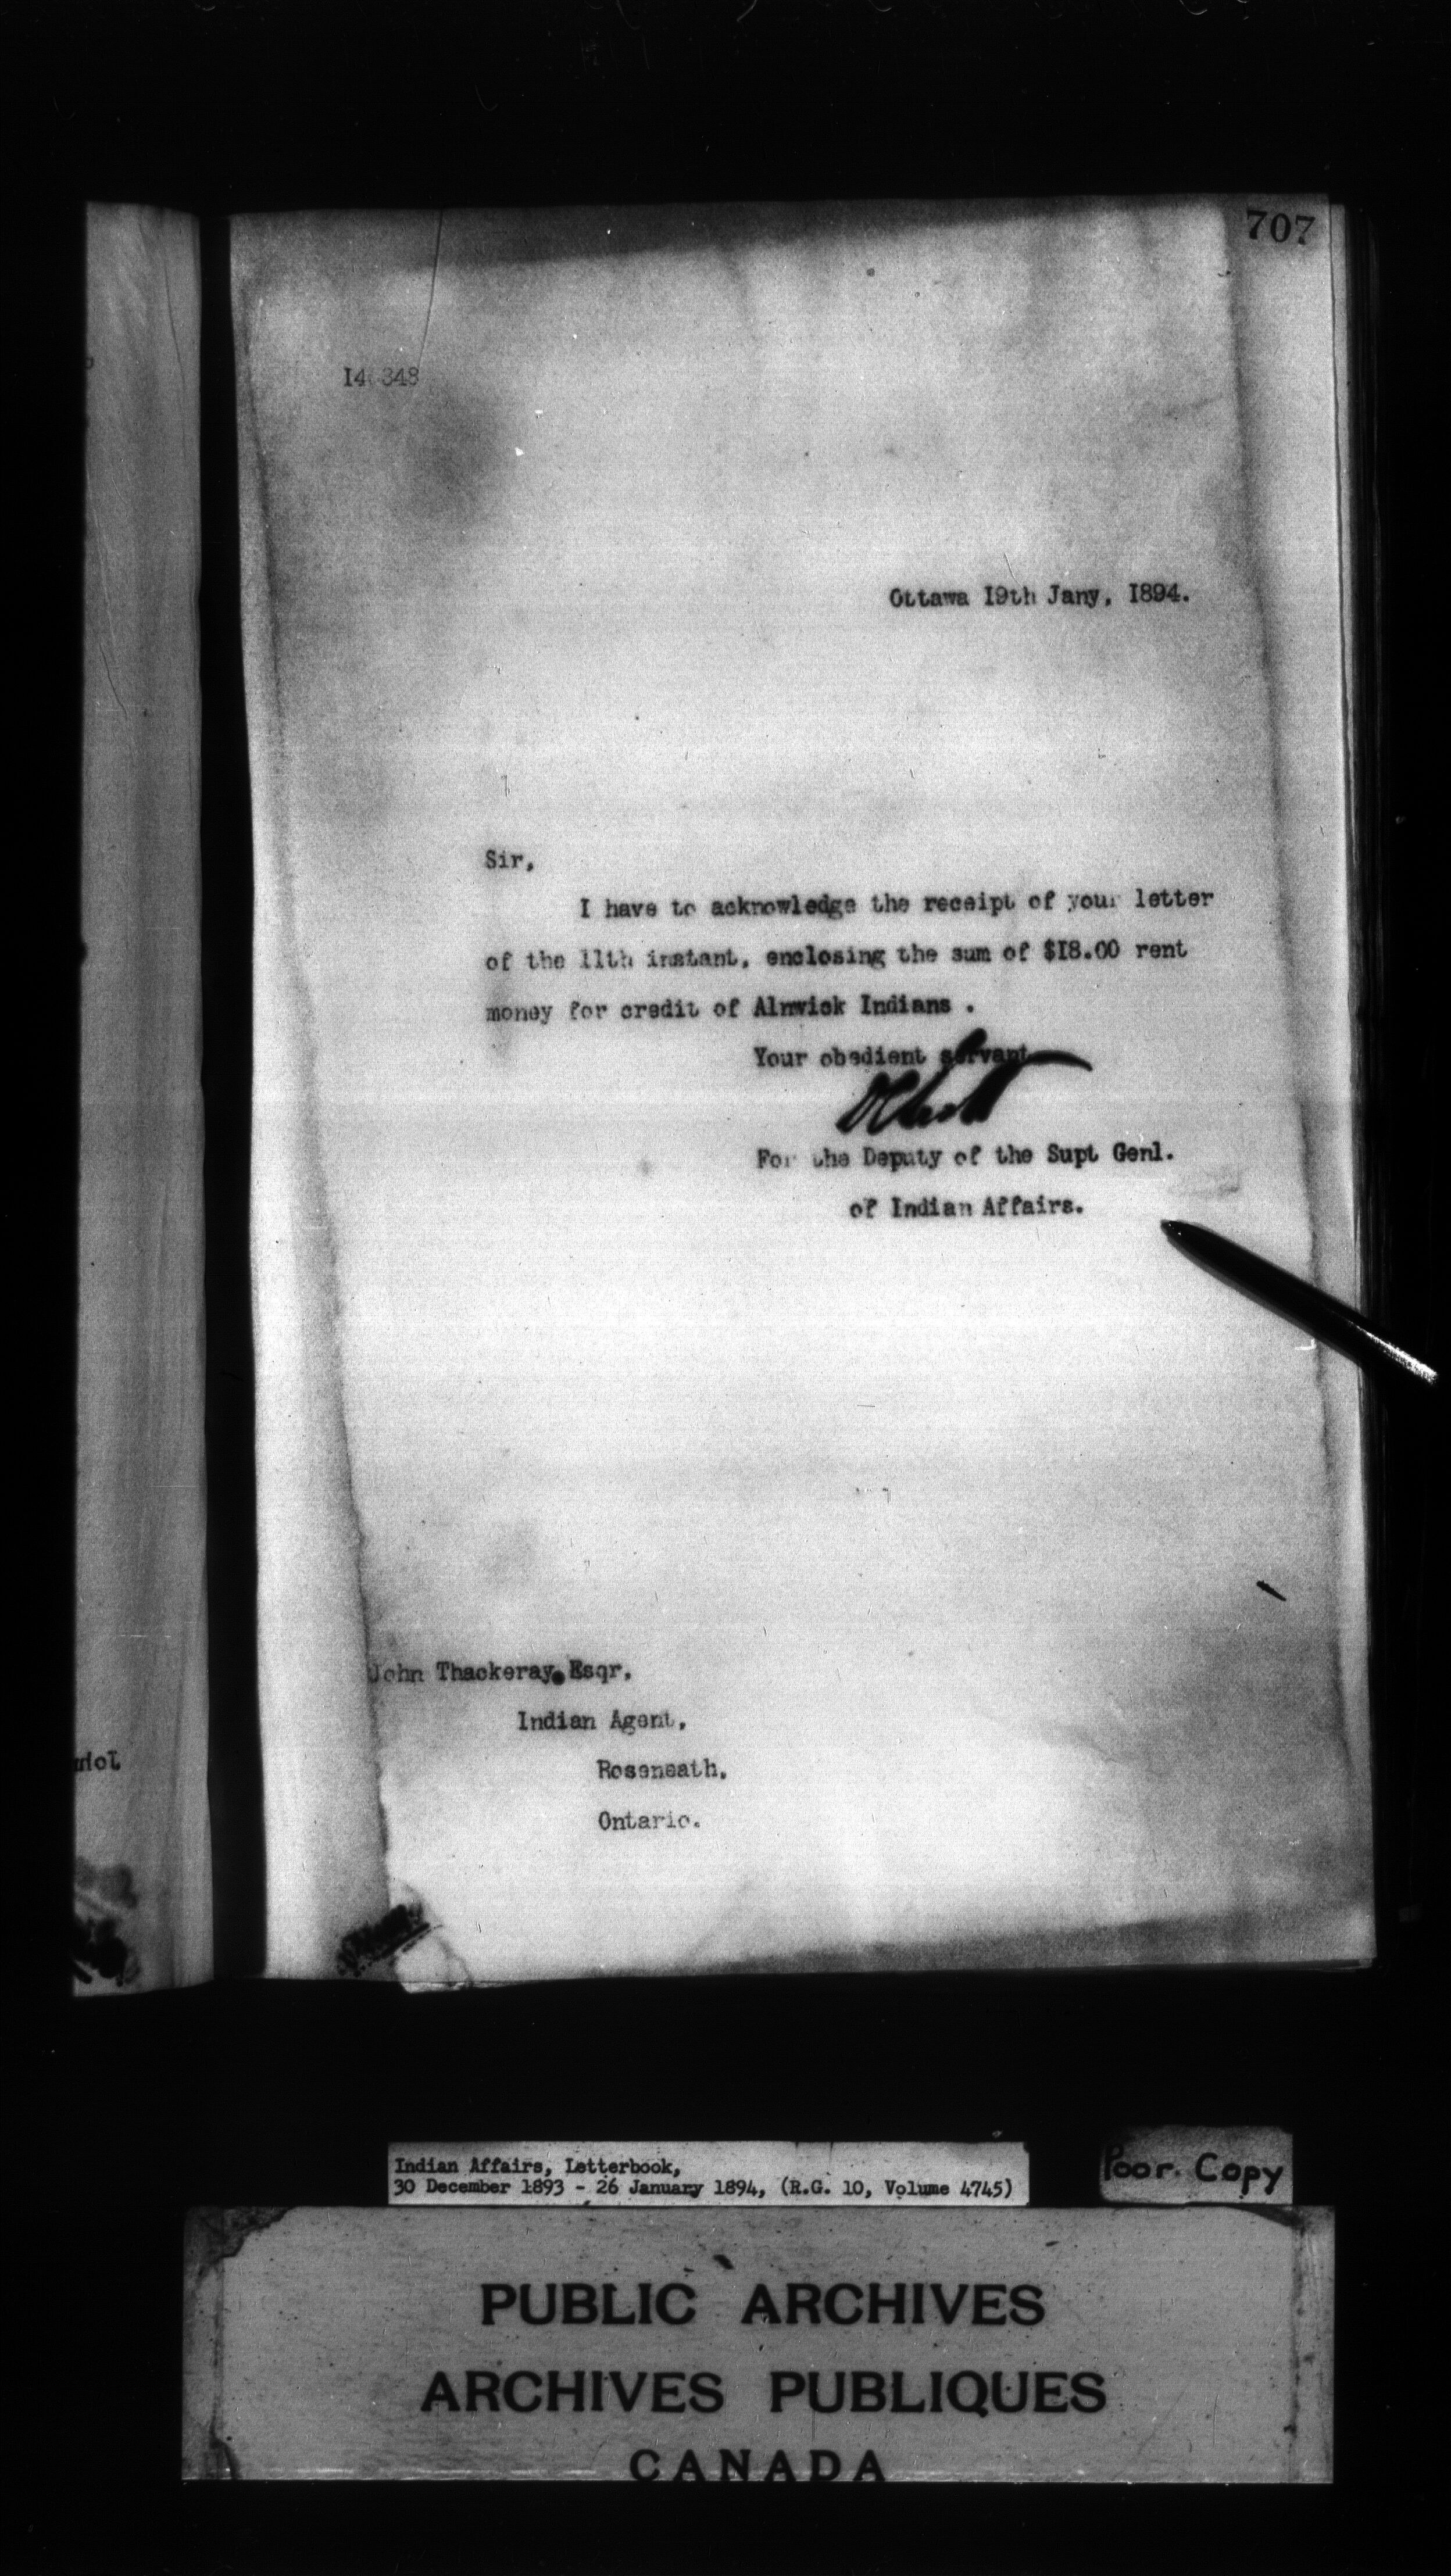 707
Ottawa 19th Jany, 1894.
Sir,
I have to acknowledge the receipt of your letter
of the 11th instant, enclosing the sum of $18.00 rent
money for credit of Alnwick Indians .
Your obedient servant
For the Deputy of the Supt Genl.
of Indian Affairs.
John Thackeray. Esqr.
Indian Agent,
Roseneath,
Ontario.
Indian Affairs, Letterbook,
30 December 1893 - 26 January 1894, (R.G. 10, Volume 4745)
Poor. Copy
PUBLIC ARCHIVES
ARCHIVES PUBLIQUES
CANADA